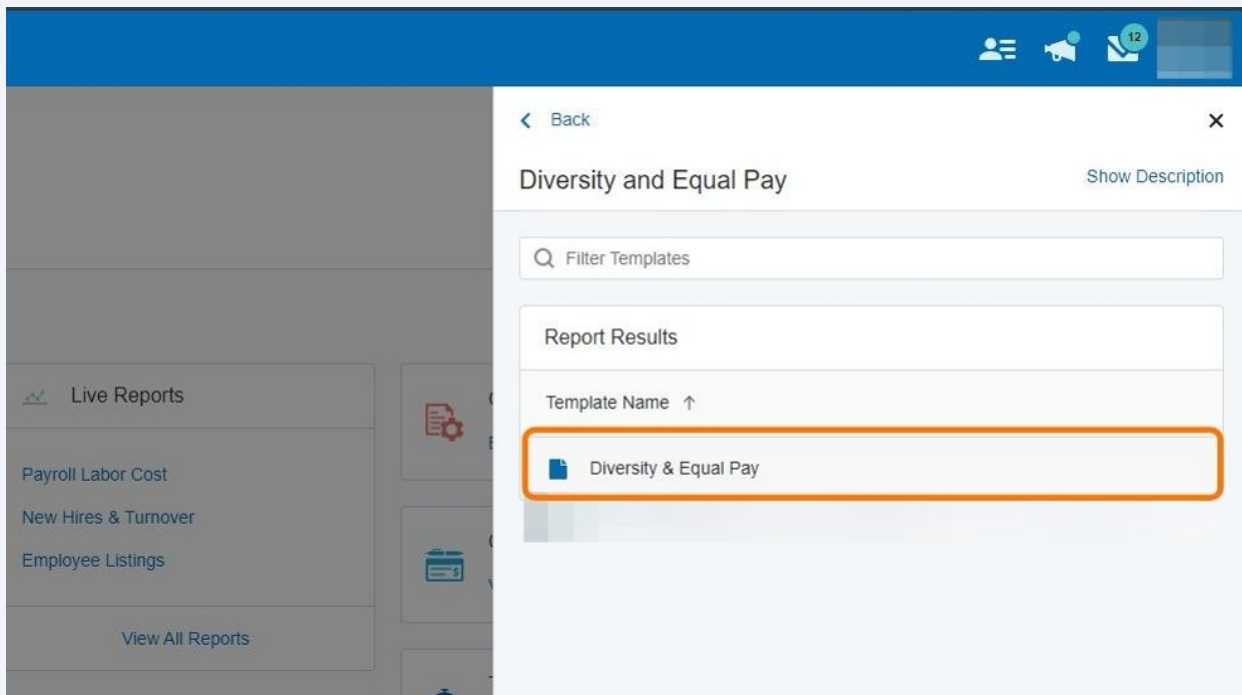 12
Back
Diversity and Equal Pay
Show Description
Filter Templates
Report Results
Template Name
Diversity & Equal Pay
Live Reports
Payroll Labor Cost
New Hires & Turnover
Employee Listings
View All Reports